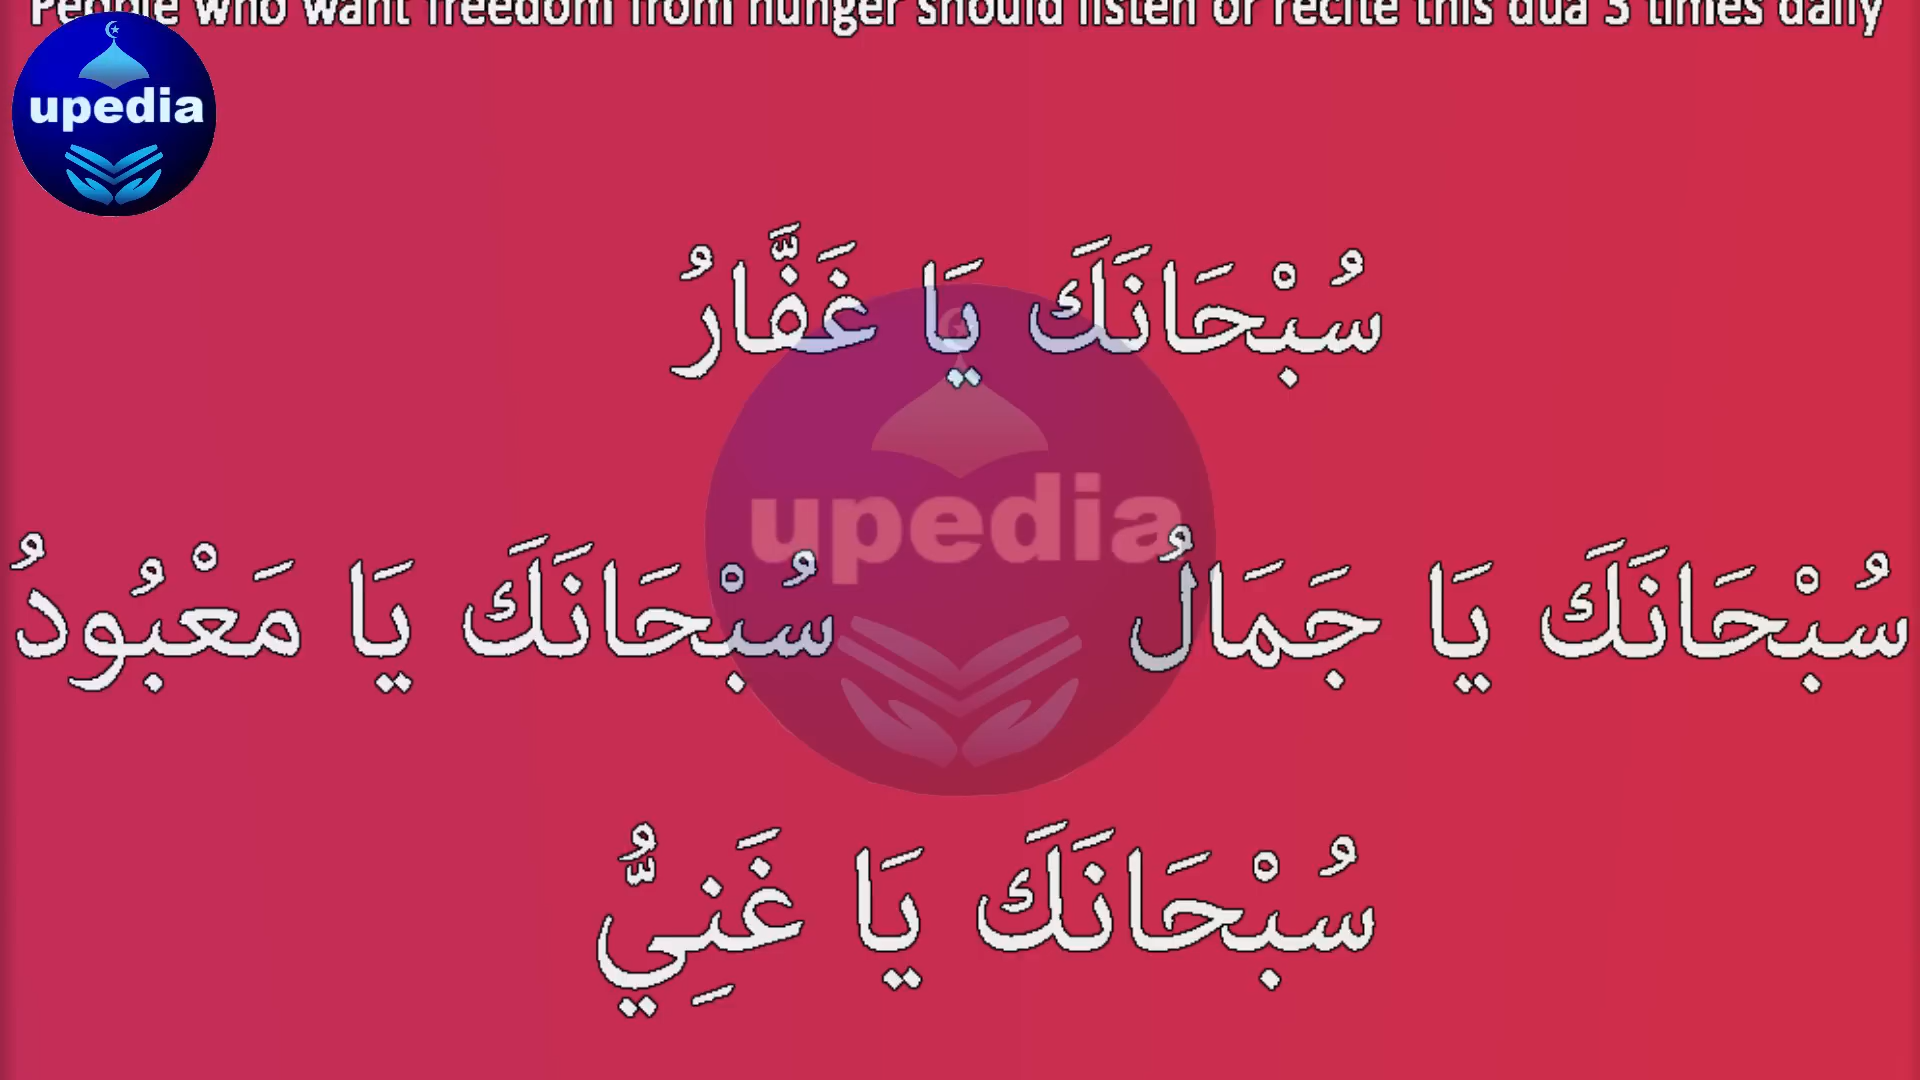 People who want freedom from hunger should listen or recite this dua 3 times daily
upedia
سُبْحَانَكَ يَا غَفَّارُ
upedia
سُبْحَانَكَ يَا جَمَالُ سُبْحَانَكَ يَا مَعْبُودُ
سُبْحَانَكَ يَا غَنِيُّ